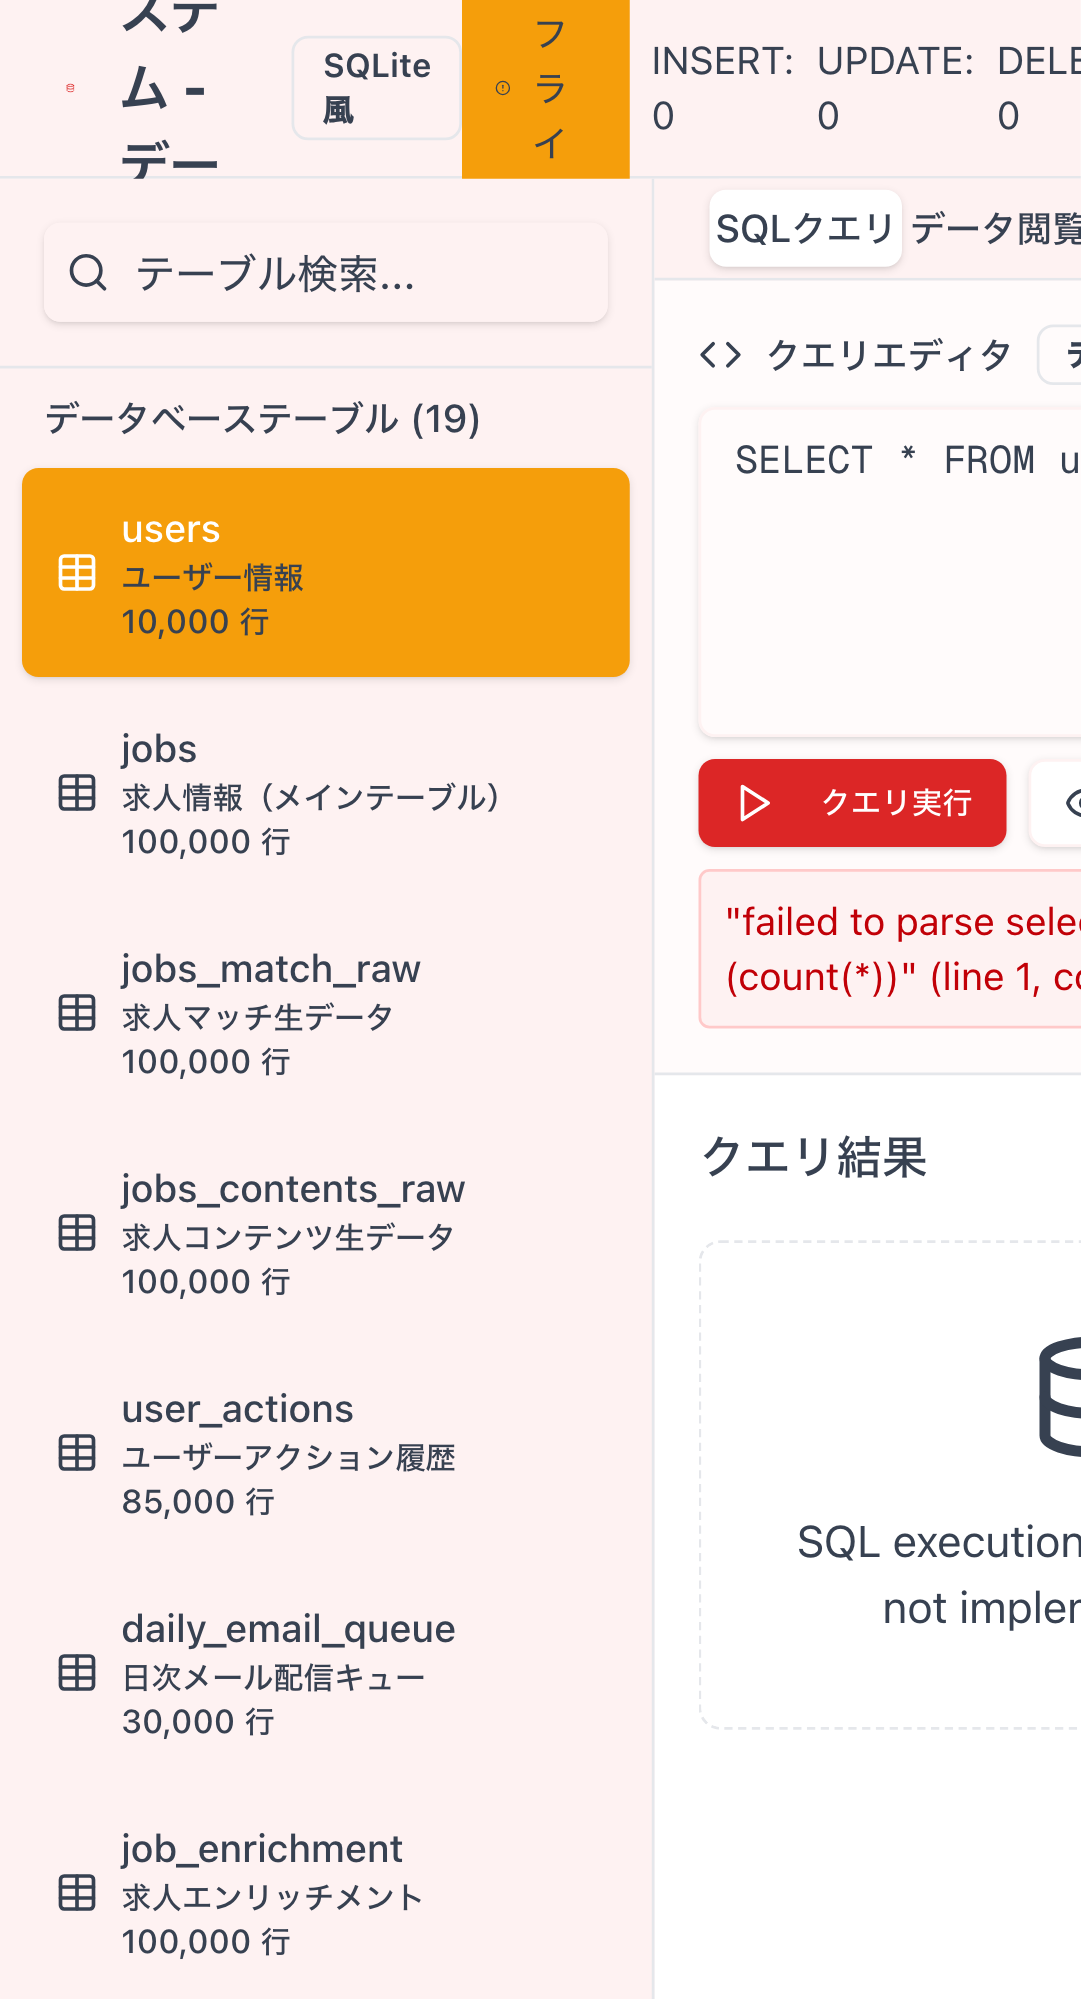 ステ
ム -
デー
SQLite
風
フ
ラ
イ
INSERT:
0
UPDATE:
0
DELE
0
テーブル検索...
データベーステーブル (19)
users
ユーザー情報
10,000 行
jobs
求人情報（メインテーブル）
100,000 行
jobs_match_raw
求人マッチ生データ
100,000 行
jobs_contents_raw
求人コンテンツ生データ
100,000 行
user_actions
ユーザーアクション履歴
85,000 行
daily_email_queue
日次メール配信キュー
30,000 行
job_enrichment
求人エンリッチメント
100,000 行
SQLクエリ
データ閲覧
クエリエディタ
SELECT * FROM u
クエリ実行
"failed to parse selec
(count(*))" (line 1, co
クエリ結果
SQL execution
not implem